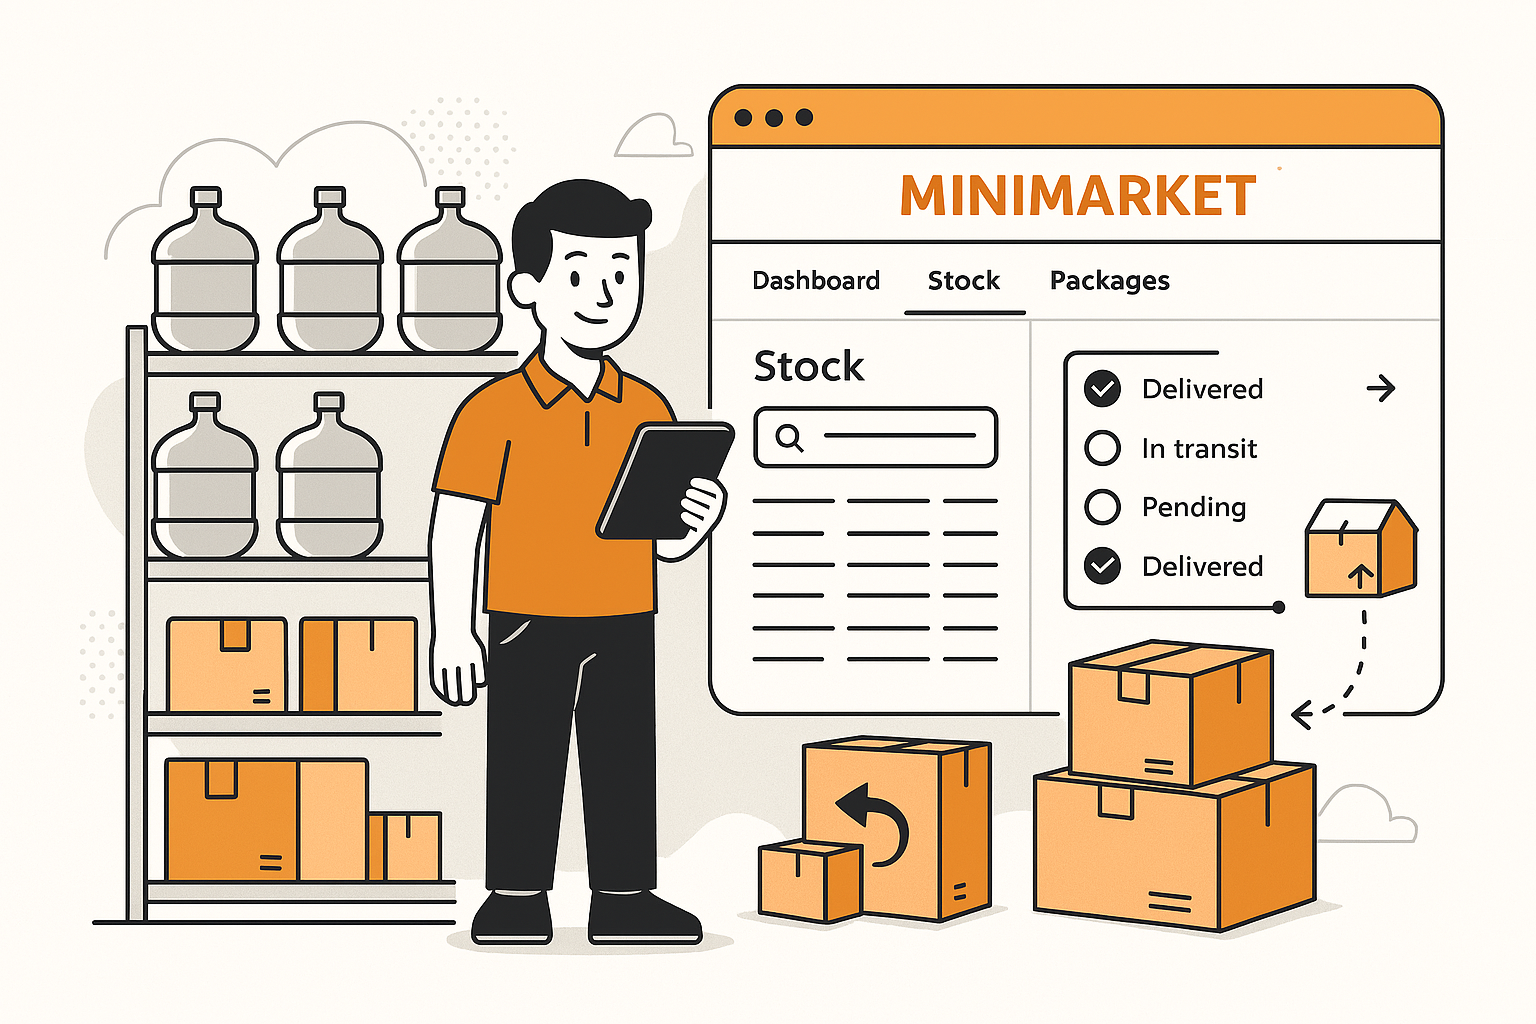 MINIMARKET
Dashboard Stock Packages
Stock
Delivered
In transit
Pending
Delivered